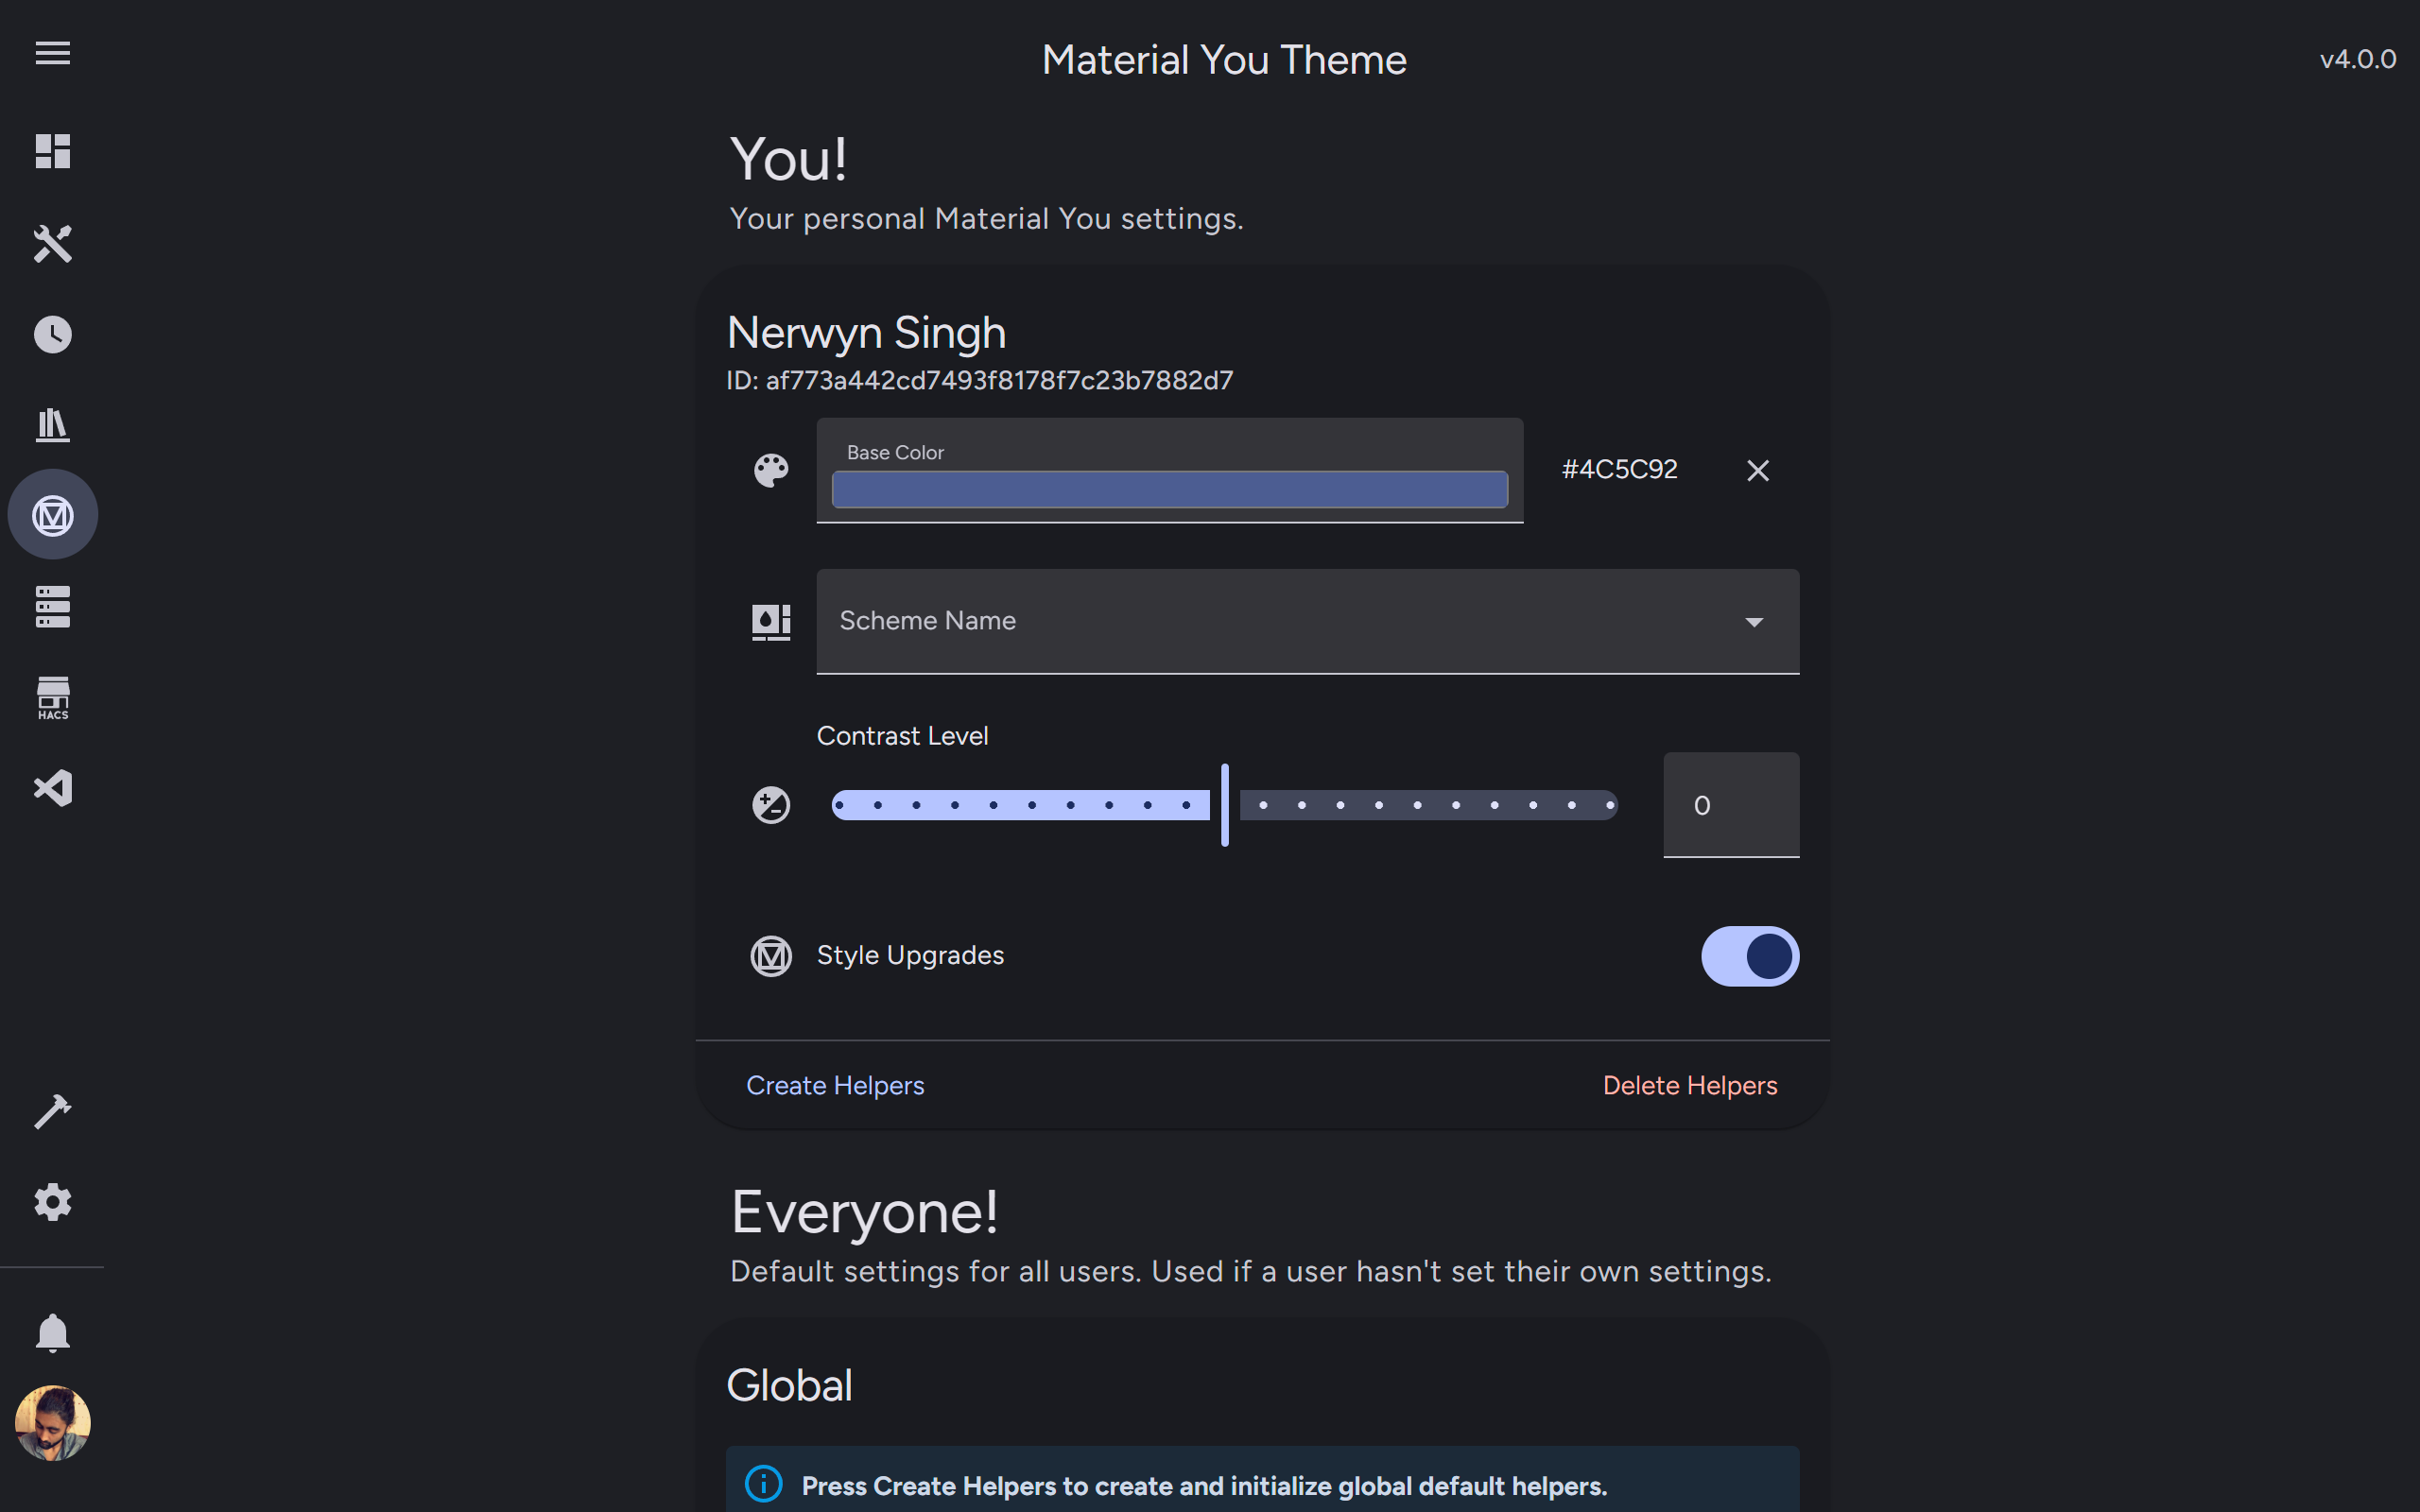 Material You Theme
v4.0.0
You!
Your personal Material You settings.
Nerwyn Singh
ID: af773a442cd7493f8178f7c23b7882d7
Base Color
#4C5C92
Scheme Name
HACS
Contrast Level
0
Style Upgrades
Create Helpers
Delete Helpers
Everyone!
Default settings for all users. Used if a user hasn't set their own settings.
Global
Press Create Helpers to create and initialize global default helpers.